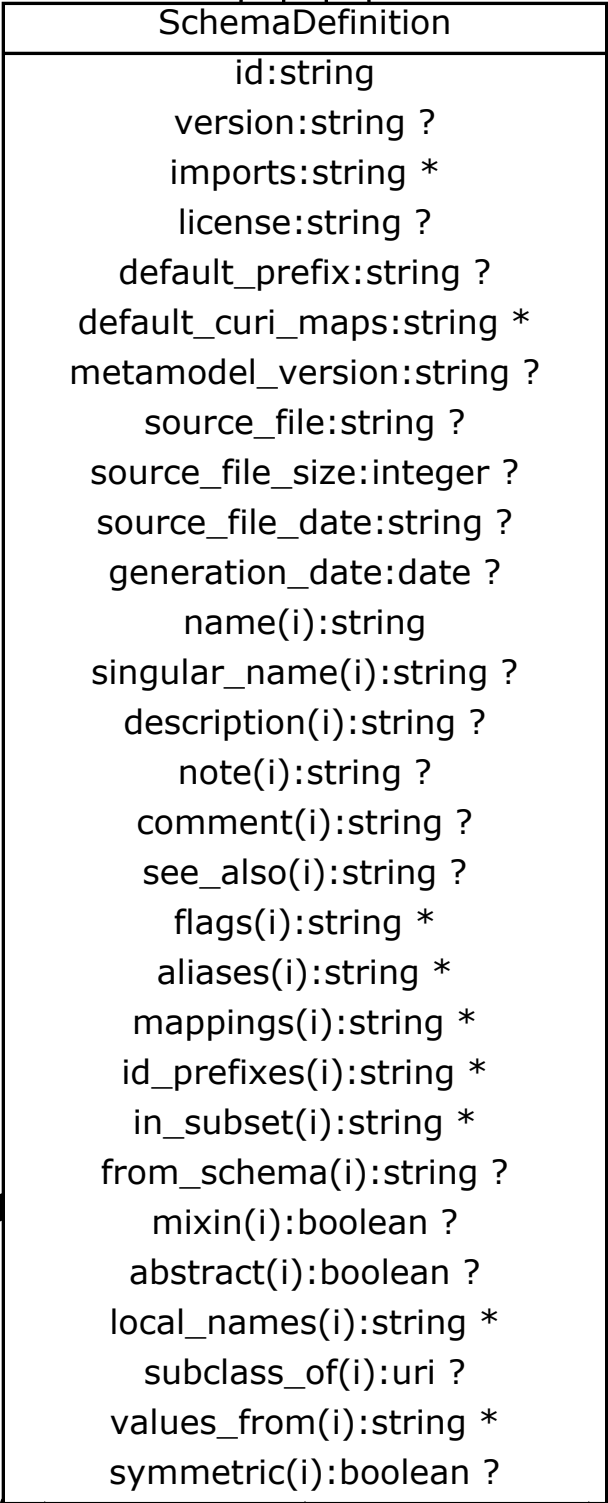 SchemaDefinition
id:string
version:string ?
imports:string *
license:string ?
default_prefix:string ?
default_curi_maps:string *
metamodel_version:string ?
source_file:string ?
source_file_size:integer ?
source_file_date:string ?
generation_date:date ?
name(i):string
singular_name(i):string ?
description(i):string ?
note(i):string ?
comment(i):string ?
see_also(i):string ?
flags(i):string *
aliases(i):string *
mappings(i):string *
id_prefixes(i):string *
in_subset(i):string *
from_schema(i):string ?
mixin(i):boolean ?
abstract(i):boolean ?
local_names(i):string *
subclass_of(i):uri ?
values_from(i):string *
symmetric(i):boolean ?